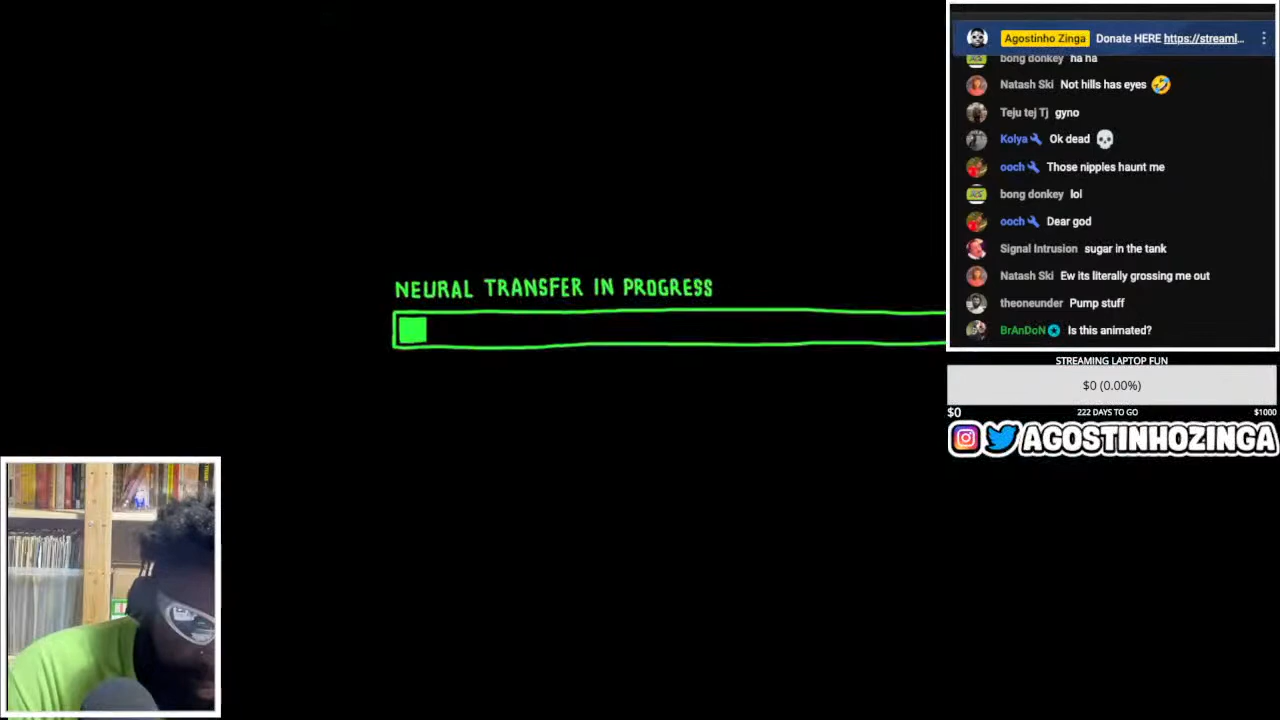 Agostinho Zinga Donate HERE https://streaml...
bong donkey ha ha
Natash Ski Not hills has eyes
Teju tej Tj gyno
Kolya Ok dead
ooch Those nipples haunt me
bong donkey lol
ooch Dear god
Signal Intrusion sugar in the tank
Natash Ski Ew its literally grossing me out
theoneunder Pump stuff
BrAnDoN Is this animated?
NEURAL TRANSFER IN PROGRESS
STREAMING LAPTOP FUN
$0 (0.00%)
$0 222 DAYS TO GO $1000
AGOSTINHOZINGA